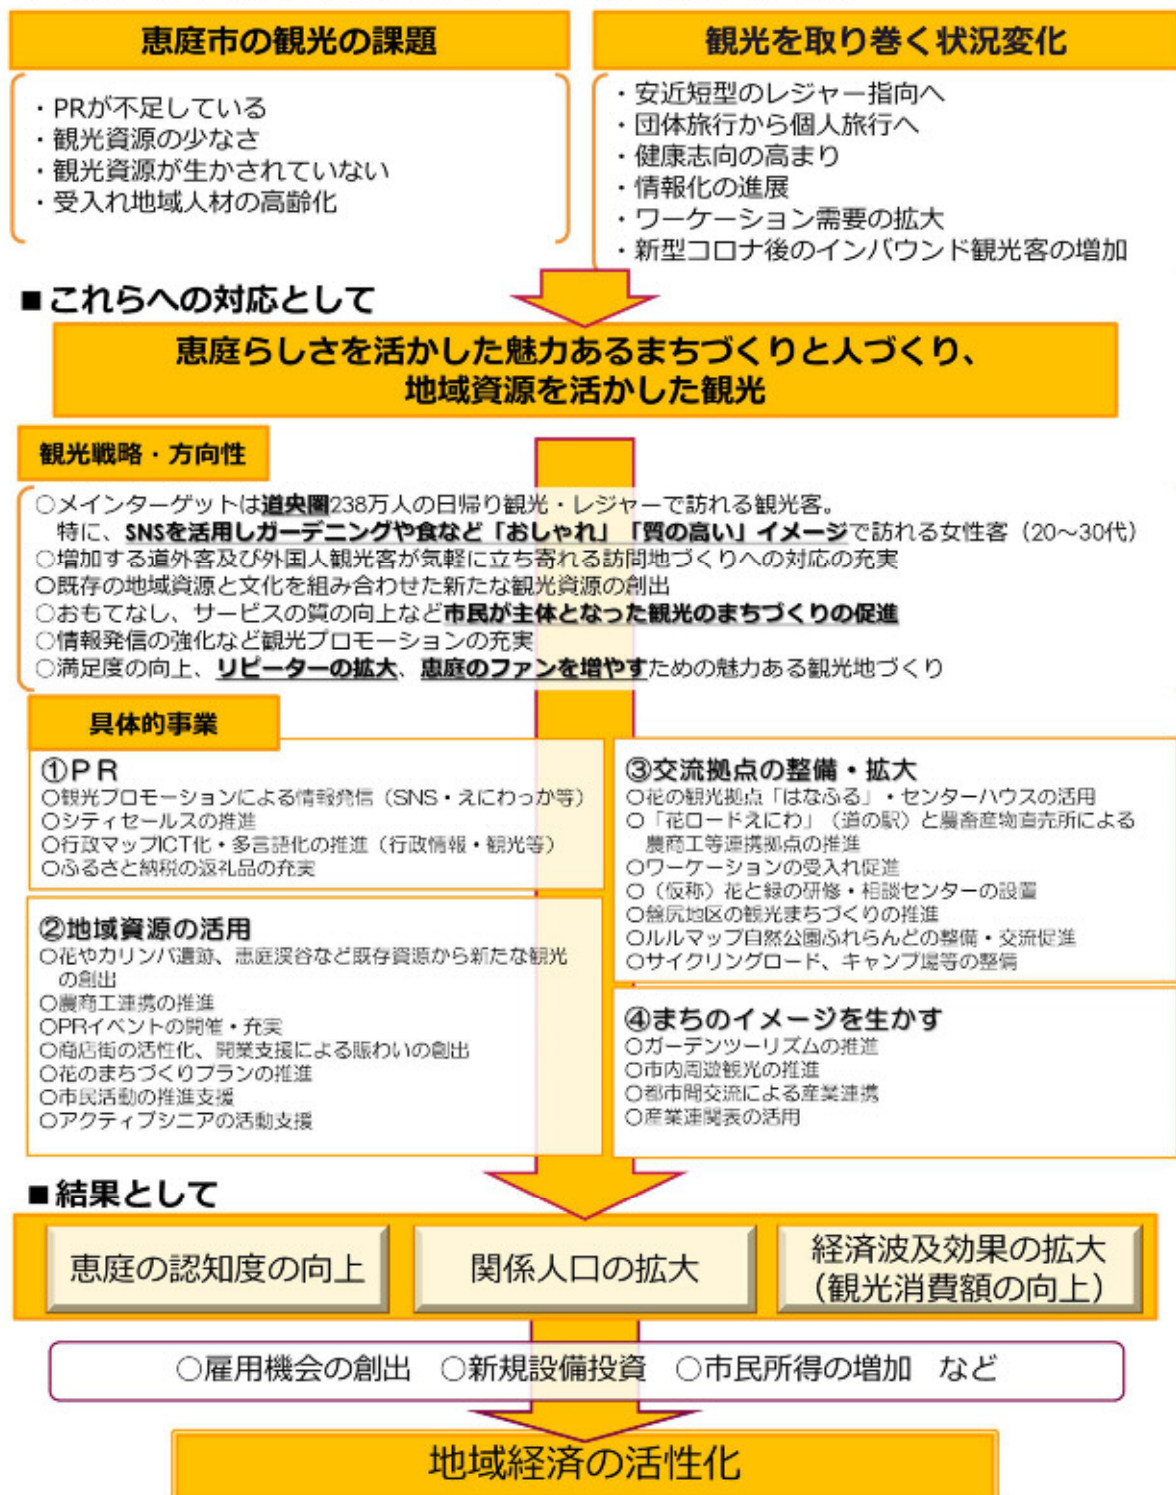 恵庭市の観光の課題
・PRが不足している
・観光資源の少なさ
・観光資源が生かされていない
・受入れ地域人材の高齢化
観光を取り巻く状況変化
・安近短型のレジャー指向へ
・団体旅行から個人旅行へ
・健康志向の高まり
・情報化の進展
・ワーケーション需要の拡大
・新型コロナ後のインバウンド観光客の増加
■これらへの対応として
恵庭らしさを活かした魅力あるまちづくりと人づくり、
地域資源を活かした観光
観光戦略・方向性
○メインターゲットは道央圏238万人の日帰り観光・レジャーで訪れる観光客。
特に、SNSを活用しガーデニングや食など「おしゃれ」「質の高い」イメージで訪れる女性客（20～30代）
○増加する道外客及び外国人観光客が気軽に立ち寄れる訪問地づくりへの対応の充実
○既存の地域資源と文化を組み合わせた新たな観光資源の創出
○おもてなし、サービスの質の向上など市民が主体となった観光のまちづくりの促進
○情報発信の強化など観光プロモーションの充実
○満足度の向上、リピーターの拡大、恵庭のファンを増やすための魅力ある観光地づくり
具体的事業
①ＰＲ
○観光プロモーションによる情報発信（SNS・えにわっか等）
○シティセールスの推進
○行政マップICT化・多言語化の推進（行政情報・観光等）
○ふるさと納税の返礼品の充実
②地域資源の活用
○花やカリンバ遺跡、恵庭渓谷など既存資源から新たな観光
の創出
○農商工連携の推進
○PRイベントの開催・充実
○商店街の活性化、開業支援による賑わいの創出
○花のまちづくりプランの推進
○市民活動の推進支援
○アクティブシニアの活動支援
③交流拠点の整備・拡大
○花の観光拠点「はなふる」・センターハウスの活用
○「花ロードえにわ」（道の駅）と農畜産物直売所による
農商工等連携拠点の推進
○ワーケーションの受入れ促進
○（仮称）花と緑の研修・相談センターの設置
○盤尻地区の観光まちづくりの推進
○ルルマップ自然公園ふれらんどの整備・交流促進
○サイクリングロード、キャンプ場等の整備
④まちのイメージを生かす
○ガーデンツーリズムの推進
○市内周遊観光の推進
○都市間交流による産業連携
○産業連関表の活用
■結果として
恵庭の認知度の向上
関係人口の拡大
経済波及効果の拡大
（観光消費額の向上）
○雇用機会の創出　○新規設備投資　○市民所得の増加　など
地域経済の活性化